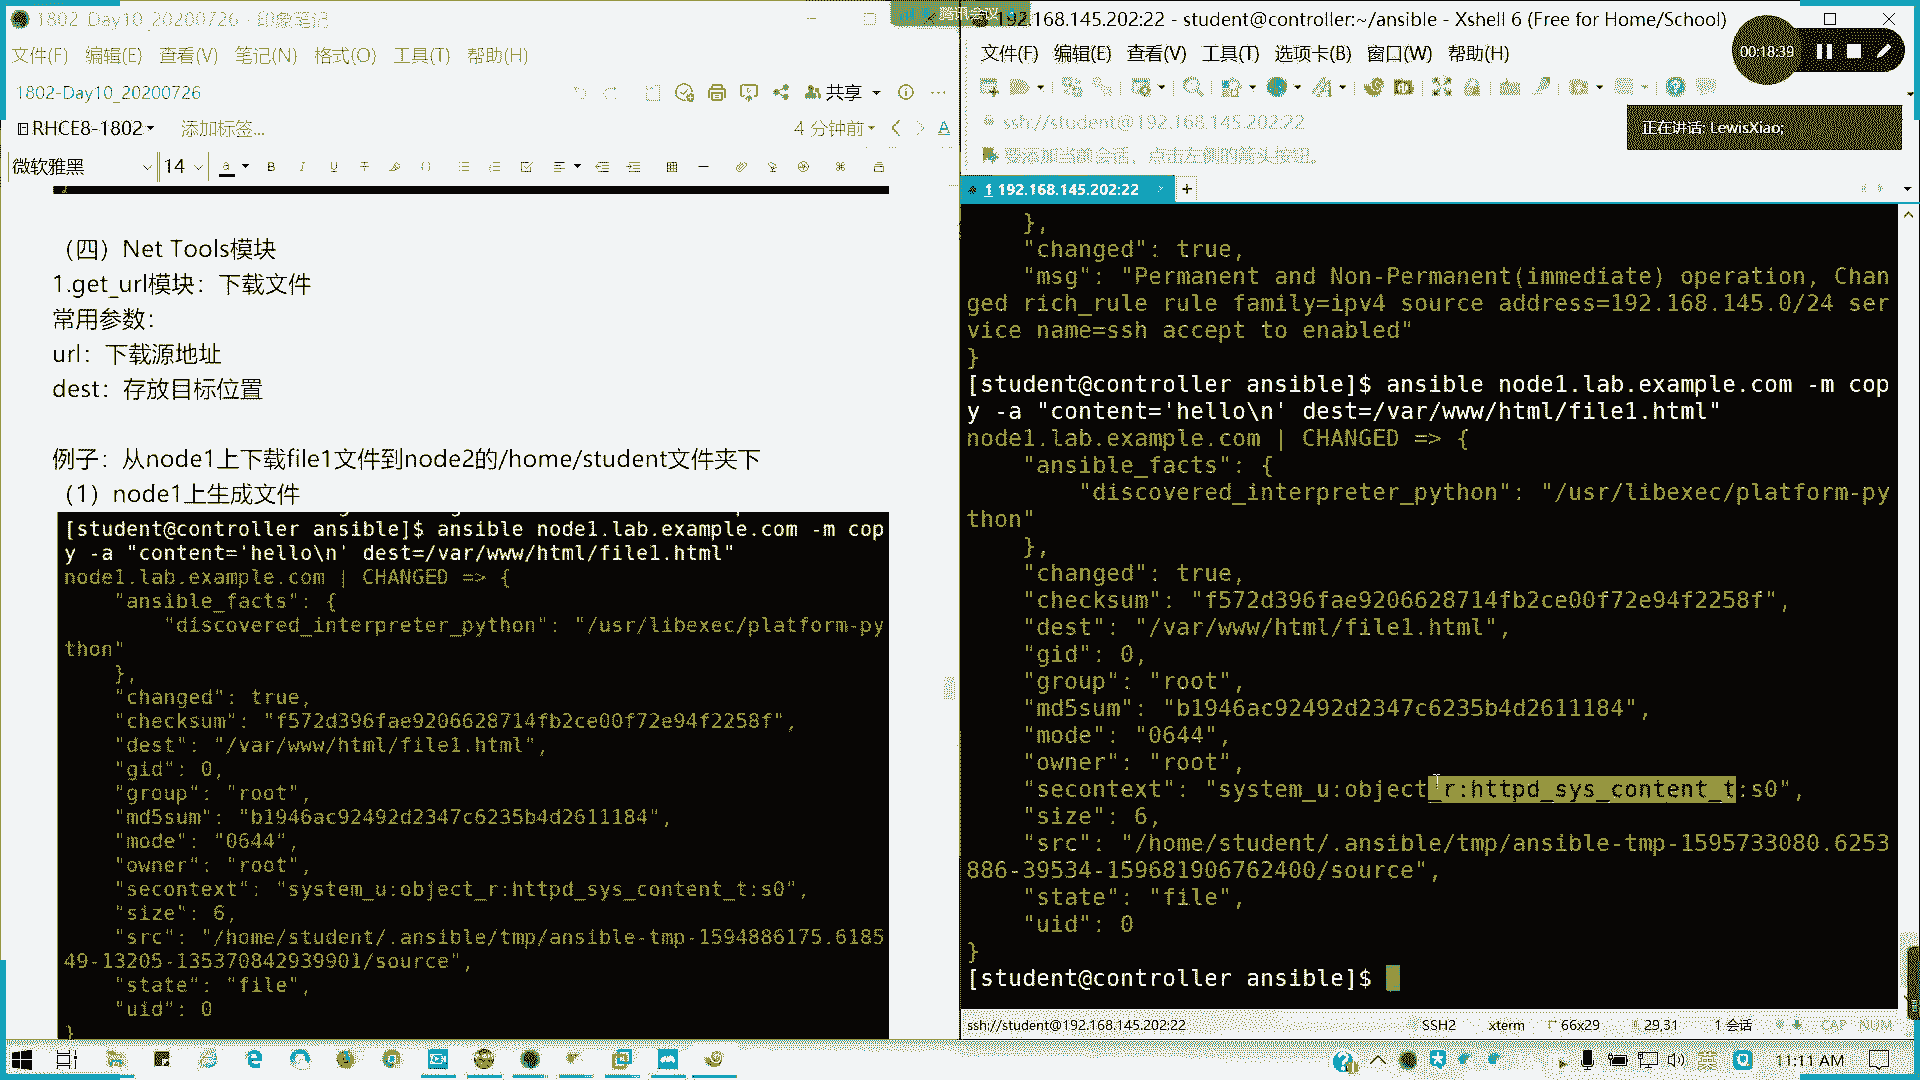 1802_Day10_20200726 - 印象笔记
文件(F) 编辑(E) 查看(V) 笔记(N) 格式(O) 工具(T) 帮助(H)
1802-Day10_20200726
共享
RHCE8-1802
添加标签...
4 分钟前
微软雅黑
14
（四）Net Tools模块
1.get_url模块：下载文件
常用参数：
url：下载源地址
dest：存放目标位置
例子：从node1上下载file1文件到node2的/home/student文件夹下
（1）node1上生成文件
[student@controller ansible]$ ansible node1.lab.example.com -m cop
y -a "content='hello\n' dest=/var/www/html/file1.html"
node1.lab.example.com | CHANGED => {
"ansible_facts": {
"discovered_interpreter_python": "/usr/libexec/platform-py
thon"
},
"changed": true,
"checksum": "f572d396fae9206628714fb2ce00f72e94f2258f",
"dest": "/var/www/html/file1.html",
"gid": 0,
"group": "root",
"md5sum": "b1946ac92492d2347c6235b4d2611184",
"mode": "0644",
"owner": "root",
"secontext": "system_u:object_r:httpd_sys_content_t:s0",
"size": 6,
"src": "/home/student/.ansible/tmp/ansible-tmp-1594886175.6185
49-13205-135370842939901/source",
"state": "file",
"uid": 0
}
腾讯会议
192.168.145.202:22 - student@controller:~/ansible - Xshell 6 (Free for Home/School)
00:18:39
文件(F) 编辑(E) 查看(V) 工具(T) 选项卡(B) 窗口(W) 帮助(H)
ssh://student@192.168.145.202:22
正在讲话: LewisXiao;
要添加当前会话，点击左侧的箭头按钮。
1 192.168.145.202:22
},
"changed": true,
"msg": "Permanent and Non-Permanent(immediate) operation, Chan
ged rich_rule rule family=ipv4 source address=192.168.145.0/24 ser
vice name=ssh accept to enabled"
}
[student@controller ansible]$ ansible node1.lab.example.com -m cop
y -a "content='hello\n' dest=/var/www/html/file1.html"
node1.lab.example.com | CHANGED => {
"ansible_facts": {
"discovered_interpreter_python": "/usr/libexec/platform-py
thon"
},
"changed": true,
"checksum": "f572d396fae9206628714fb2ce00f72e94f2258f",
"dest": "/var/www/html/file1.html",
"gid": 0,
"group": "root",
"md5sum": "b1946ac92492d2347c6235b4d2611184",
"mode": "0644",
"owner": "root",
"secontext": "system_u:object_r:httpd_sys_content_t:s0",
"size": 6,
"src": "/home/student/.ansible/tmp/ansible-tmp-1595733080.6253
886-39534-159681906762400/source",
"state": "file",
"uid": 0
}
[student@controller ansible]$
ssh://student@192.168.145.202:22 SSH2 xterm 66x29 29,31 1 会话 CAP NUM
英
11:11 AM